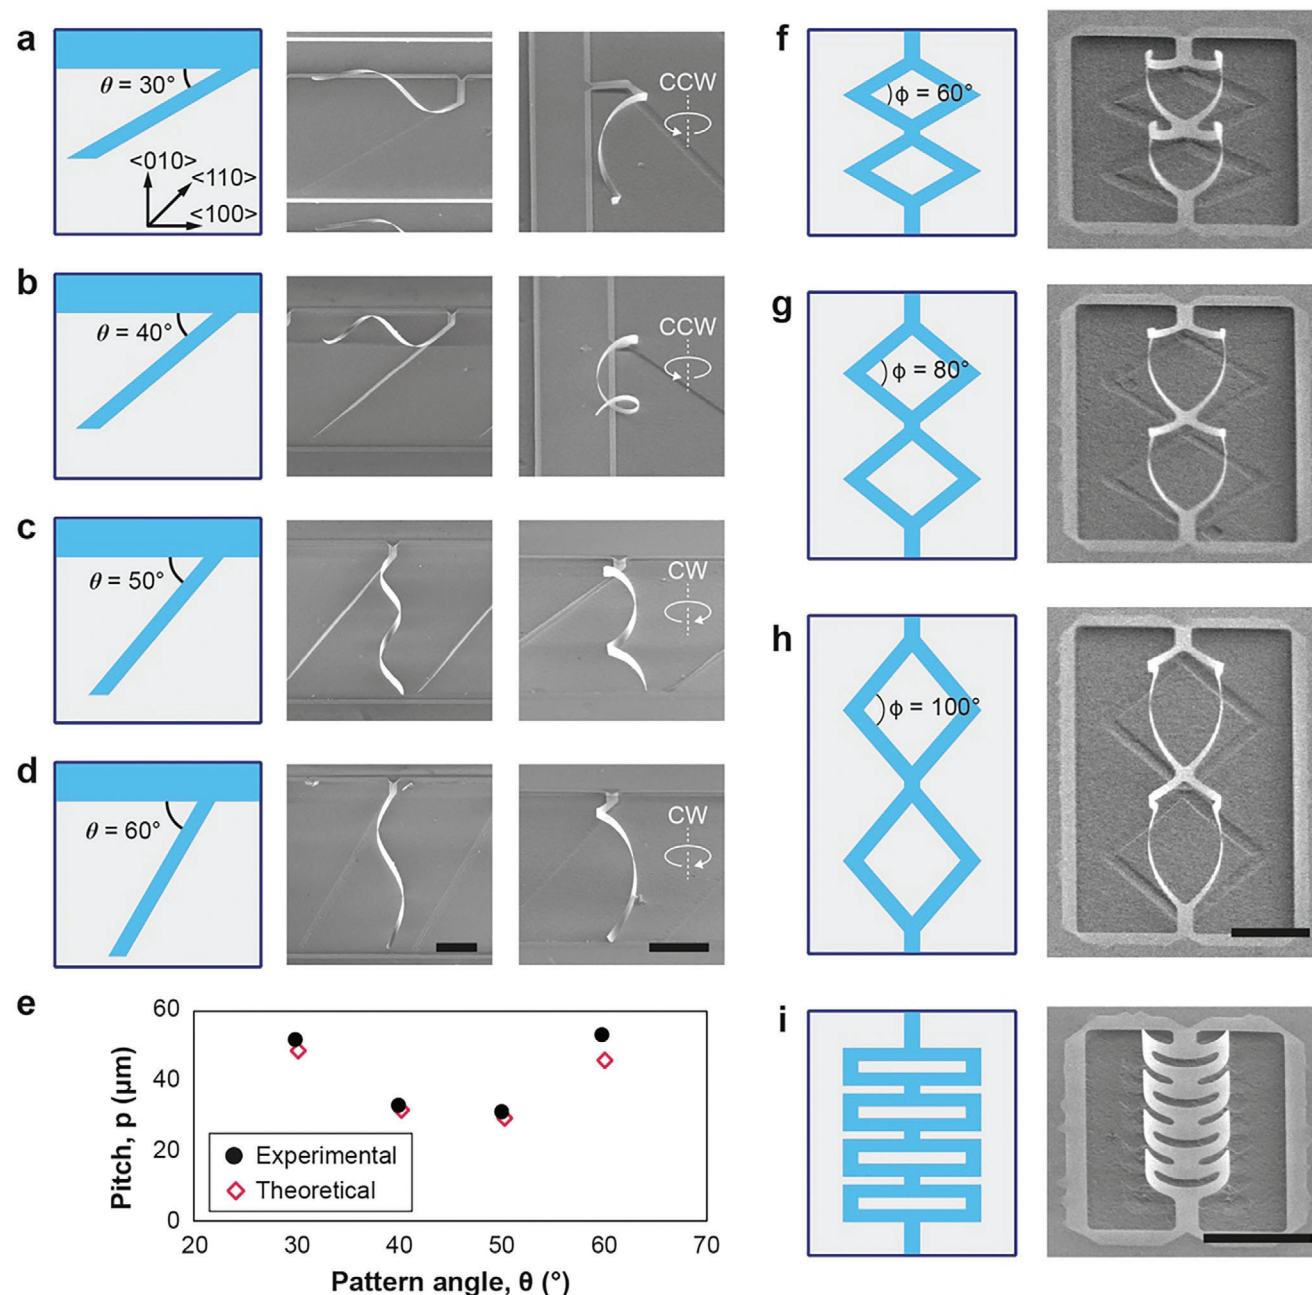 a
θ = 30°
<010>
<110>
<100>
CCW
b
θ = 40°
CCW
c
θ = 50°
CW
d
θ = 60°
CW
e
Pitch, p (µm)
60
40
20
0
Experimental
Theoretical
20 30 40 50 60 70
Pattern angle, θ (°)
f
ϕ = 60°
g
ϕ = 80°
h
ϕ = 100°
i